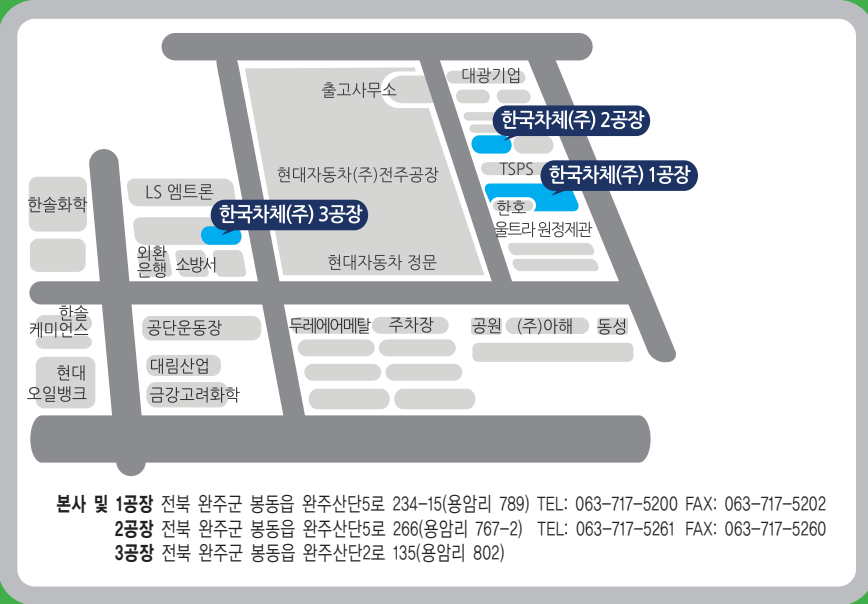 대광기업
출고사무소
한국차체(주) 2공장
TSPS
현대자동차(주)전주공장
한국차체(주) 1공장
LS 엠트론
한솔화학
한호
한국차체(주) 3공장
울트라 원정제관
외환
은행
소방서
현대자동차 정문
한솔
케미언스
공단운동장
두레에어메탈
주차장
공원
(주)아해
동성
대림산업
현대
오일뱅크
금강고려화학
본사 및 1공장 전북 완주군 봉동읍 완주산단5로 234-15(용암리 789) TEL: 063-717-5200 FAX: 063-717-5202
2공장 전북 완주군 봉동읍 완주산단5로 266(용암리 767-2) TEL: 063-717-5261 FAX: 063-717-5260
3공장 전북 완주군 봉동읍 완주산단2로 135(용암리 802)